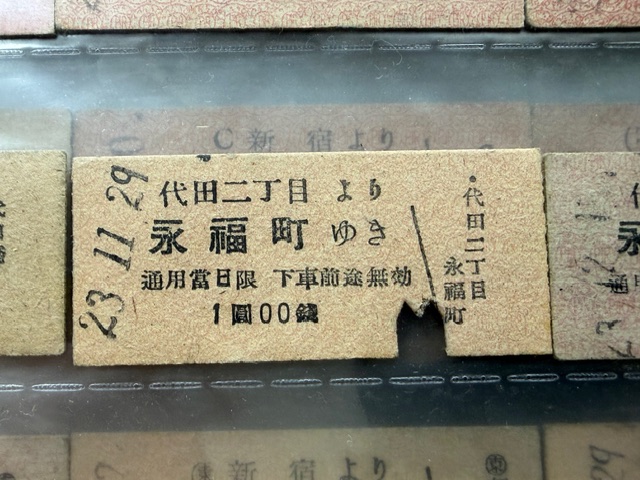 新宿より
23.11.29
代田二丁目より
永福町ゆき
通用當日限 下車前途無効
1圓00錢
代田二丁目
永福町
新宿より